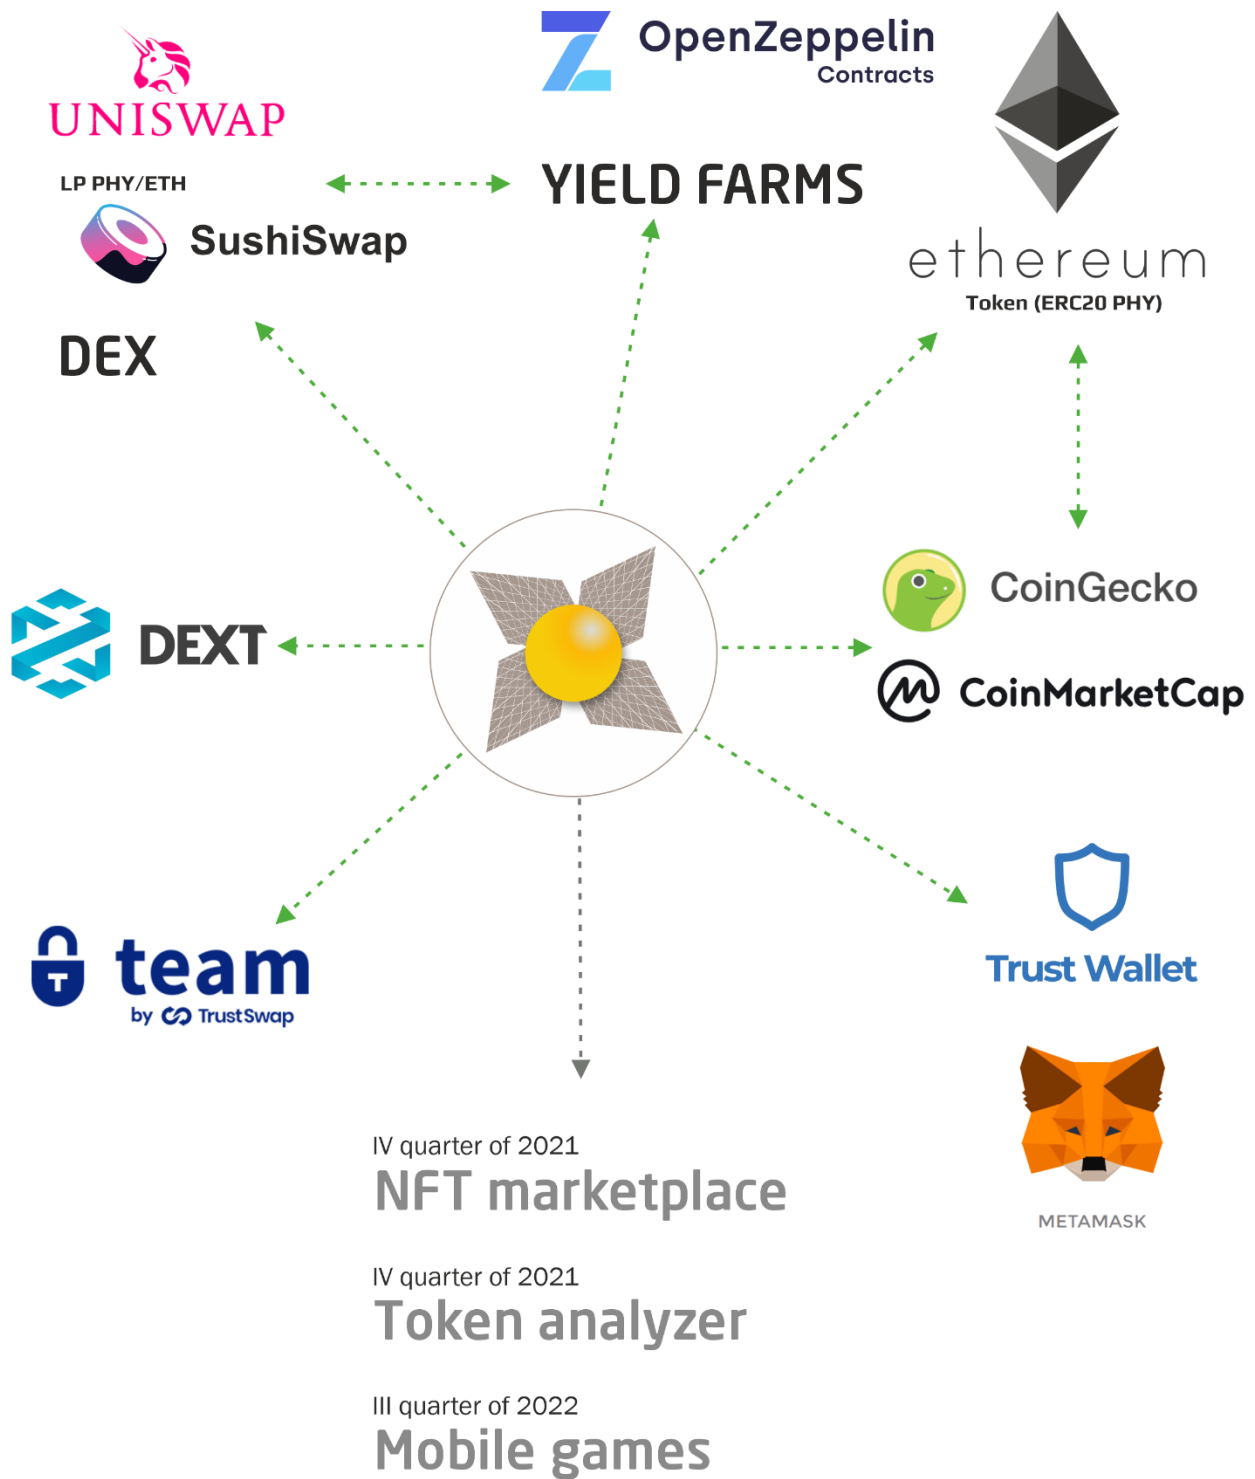 UNISWAP
LP PHY/ETH
SushiSwap
DEX
OpenZeppelin
Contracts
YIELD FARMS
ethereum
Token (ERC20 PHY)
DEXT
CoinGecko
CoinMarketCap
T
team
by TrustSwap
Trust Wallet
METAMASK
IV quarter of 2021
NFT marketplace
IV quarter of 2021
Token analyzer
III quarter of 2022
Mobile games